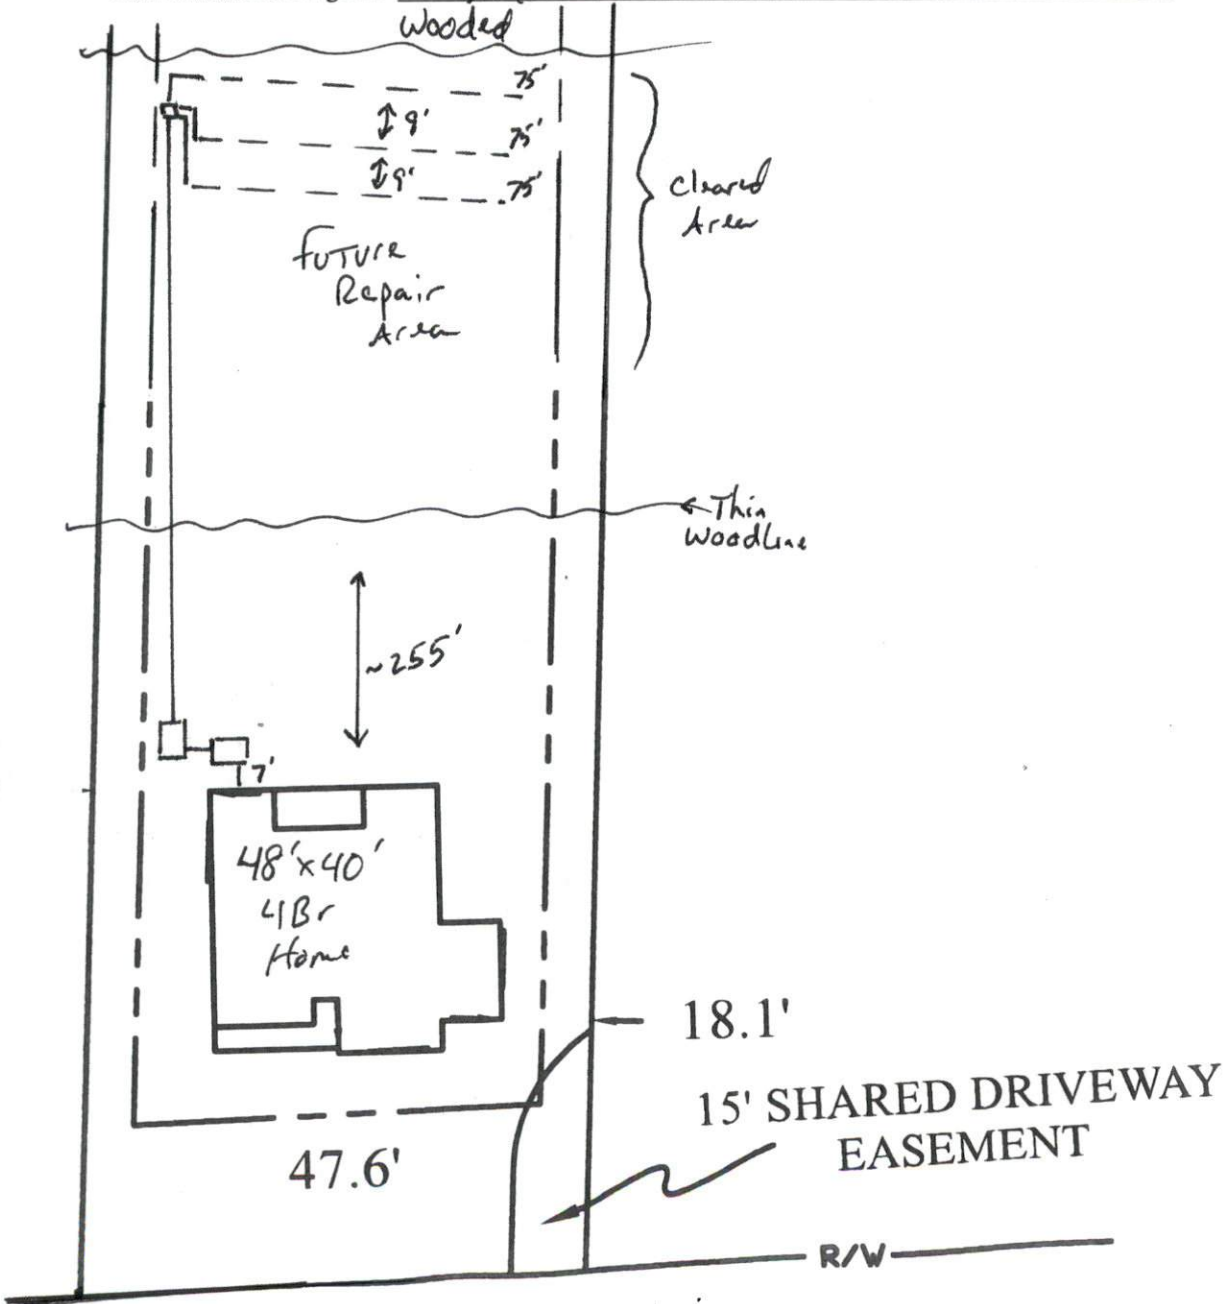 Wooded
75'
9'
75'
9'
75'
Cleared
Area
Future
Repair
Area
Thin
Woodline
~255'
7'
48'x40'
4Br
Home
18.1'
15' SHARED DRIVEWAY
EASEMENT
47.6'
R/W